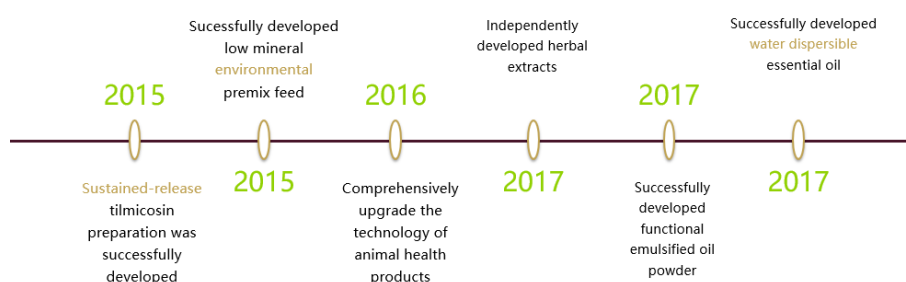 2015
Sustained-release
tilmicosin
preparation was
successfully
developed
Sucessfully developed
low mineral
environmental
premix feed
2015
2016
Comprehensively
upgrade the
technology of
animal health
products
Independently
developed herbal
extracts
2017
2017
Successfully
developed
functional
emulsified oil
powder
Successfully developed
water dispersible
essential oil
2017